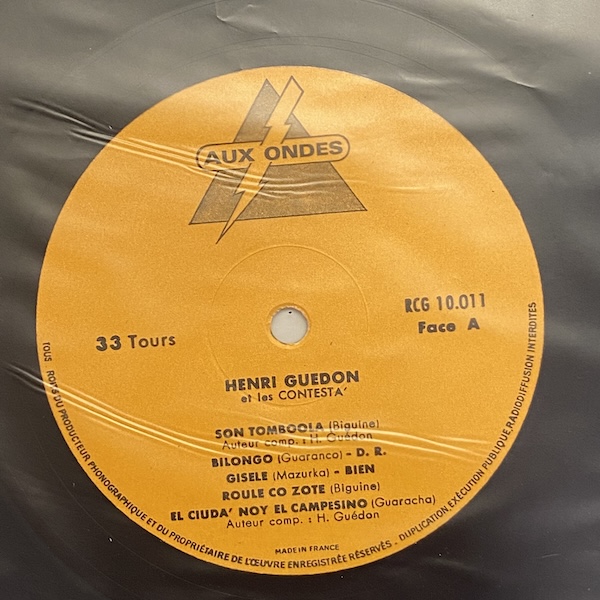 AUX ONDES
33 Tours
RCG 10.011
Face A
HENRI GUEDON
et les CONTESTA'
SON TOMBOOLA (Biguine)
Auteur comp. : H. Guédon
BILONGO (Guaranco) - D. R.
GISELE (Mazurka) - BIEN
ROULE CO ZOTE (Biguine)
EL CIUDA' NOY EL CAMPESINO (Guaracha)
Auteur comp. : H. Guédon
MADE IN FRANCE
TOUS DU PRODUCTEUR PHONOGRAPHIQUE ET DU PROPRIÉTAIRE DE L'ŒUVRE ENREGISTRÉE RÉSERVÉS - DUPLICATION, EXÉCUTION PUBLIQUE, RADIODIFFUSION INTERDITES